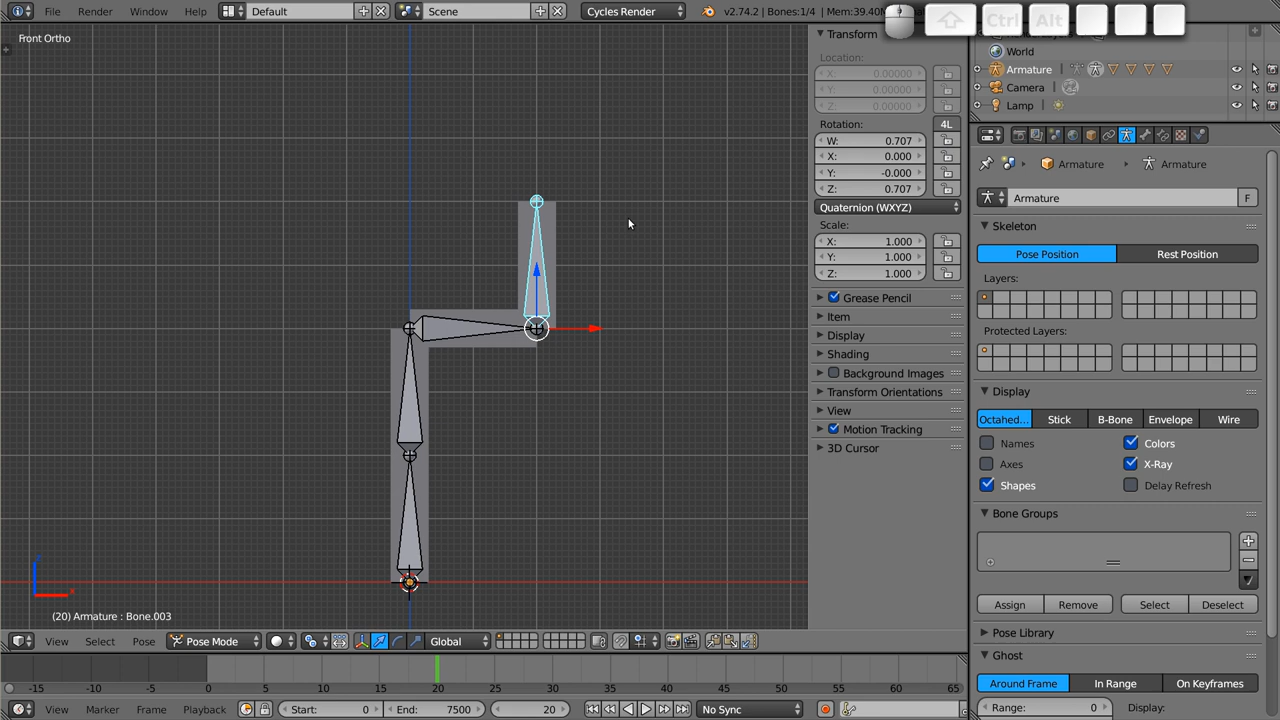 File Render Window Help Default Scene Cycles Render v2.74.2 | Bones:1/4 | Mem:39.40M
Ctrl Alt
Front Ortho
(20) Armature : Bone.003
View Select Pose Pose Mode Global
-15 -10 -5 0 5 10 15 20 25 30 35 40 45 50 55 60 65
View Marker Frame Playback Start: 0 End: 7500 20 No Sync
Transform
Location:
X: 0.00000
Y: 0.00000
Z: 0.00000
Rotation: 4L
W: 0.707
X: 0.000
Y: -0.000
Z: 0.707
Quaternion (WXYZ)
Scale:
X: 1.000
Y: 1.000
Z: 1.000
Grease Pencil
Item
Display
Shading
Background Images
Transform Orientations
View
Motion Tracking
3D Cursor
World
Armature
Camera
Lamp
Armature Armature
Armature F
Skeleton
Pose Position Rest Position
Layers:
Protected Layers:
Display
Octahed... Stick B-Bone Envelope Wire
Names Colors
Axes X-Ray
Shapes Delay Refresh
Bone Groups
Assign Remove Select Deselect
Pose Library
Ghost
Around Frame In Range On Keyframes
Range: 0 Display: